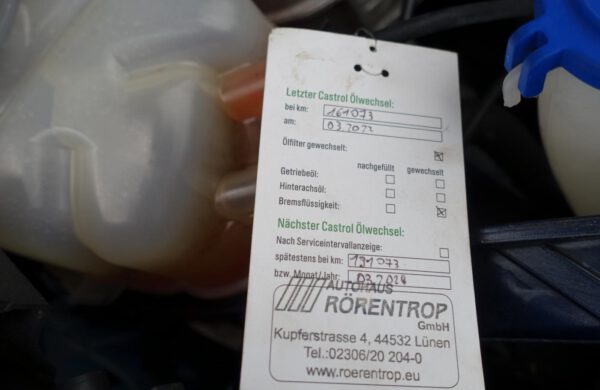 Letzter Castrol Ölwechsel:
bei km: 161073
am: 03.2022
Ölfilter gewechselt:
nachgefüllt gewechselt
Getriebeöl:
Hinterachsöl:
Bremsflüssigkeit:
Nächster Castrol Ölwechsel:
Nach Serviceintervallanzeige:
spätestens bei km: 191073
bzw. Monat/Jahr: 03.2024
AUTOHAUS
RÖRENTROP
GmbH
Kupferstrasse 4, 44532 Lünen
Tel.:02306/20 204-0
www.roerentrop.eu